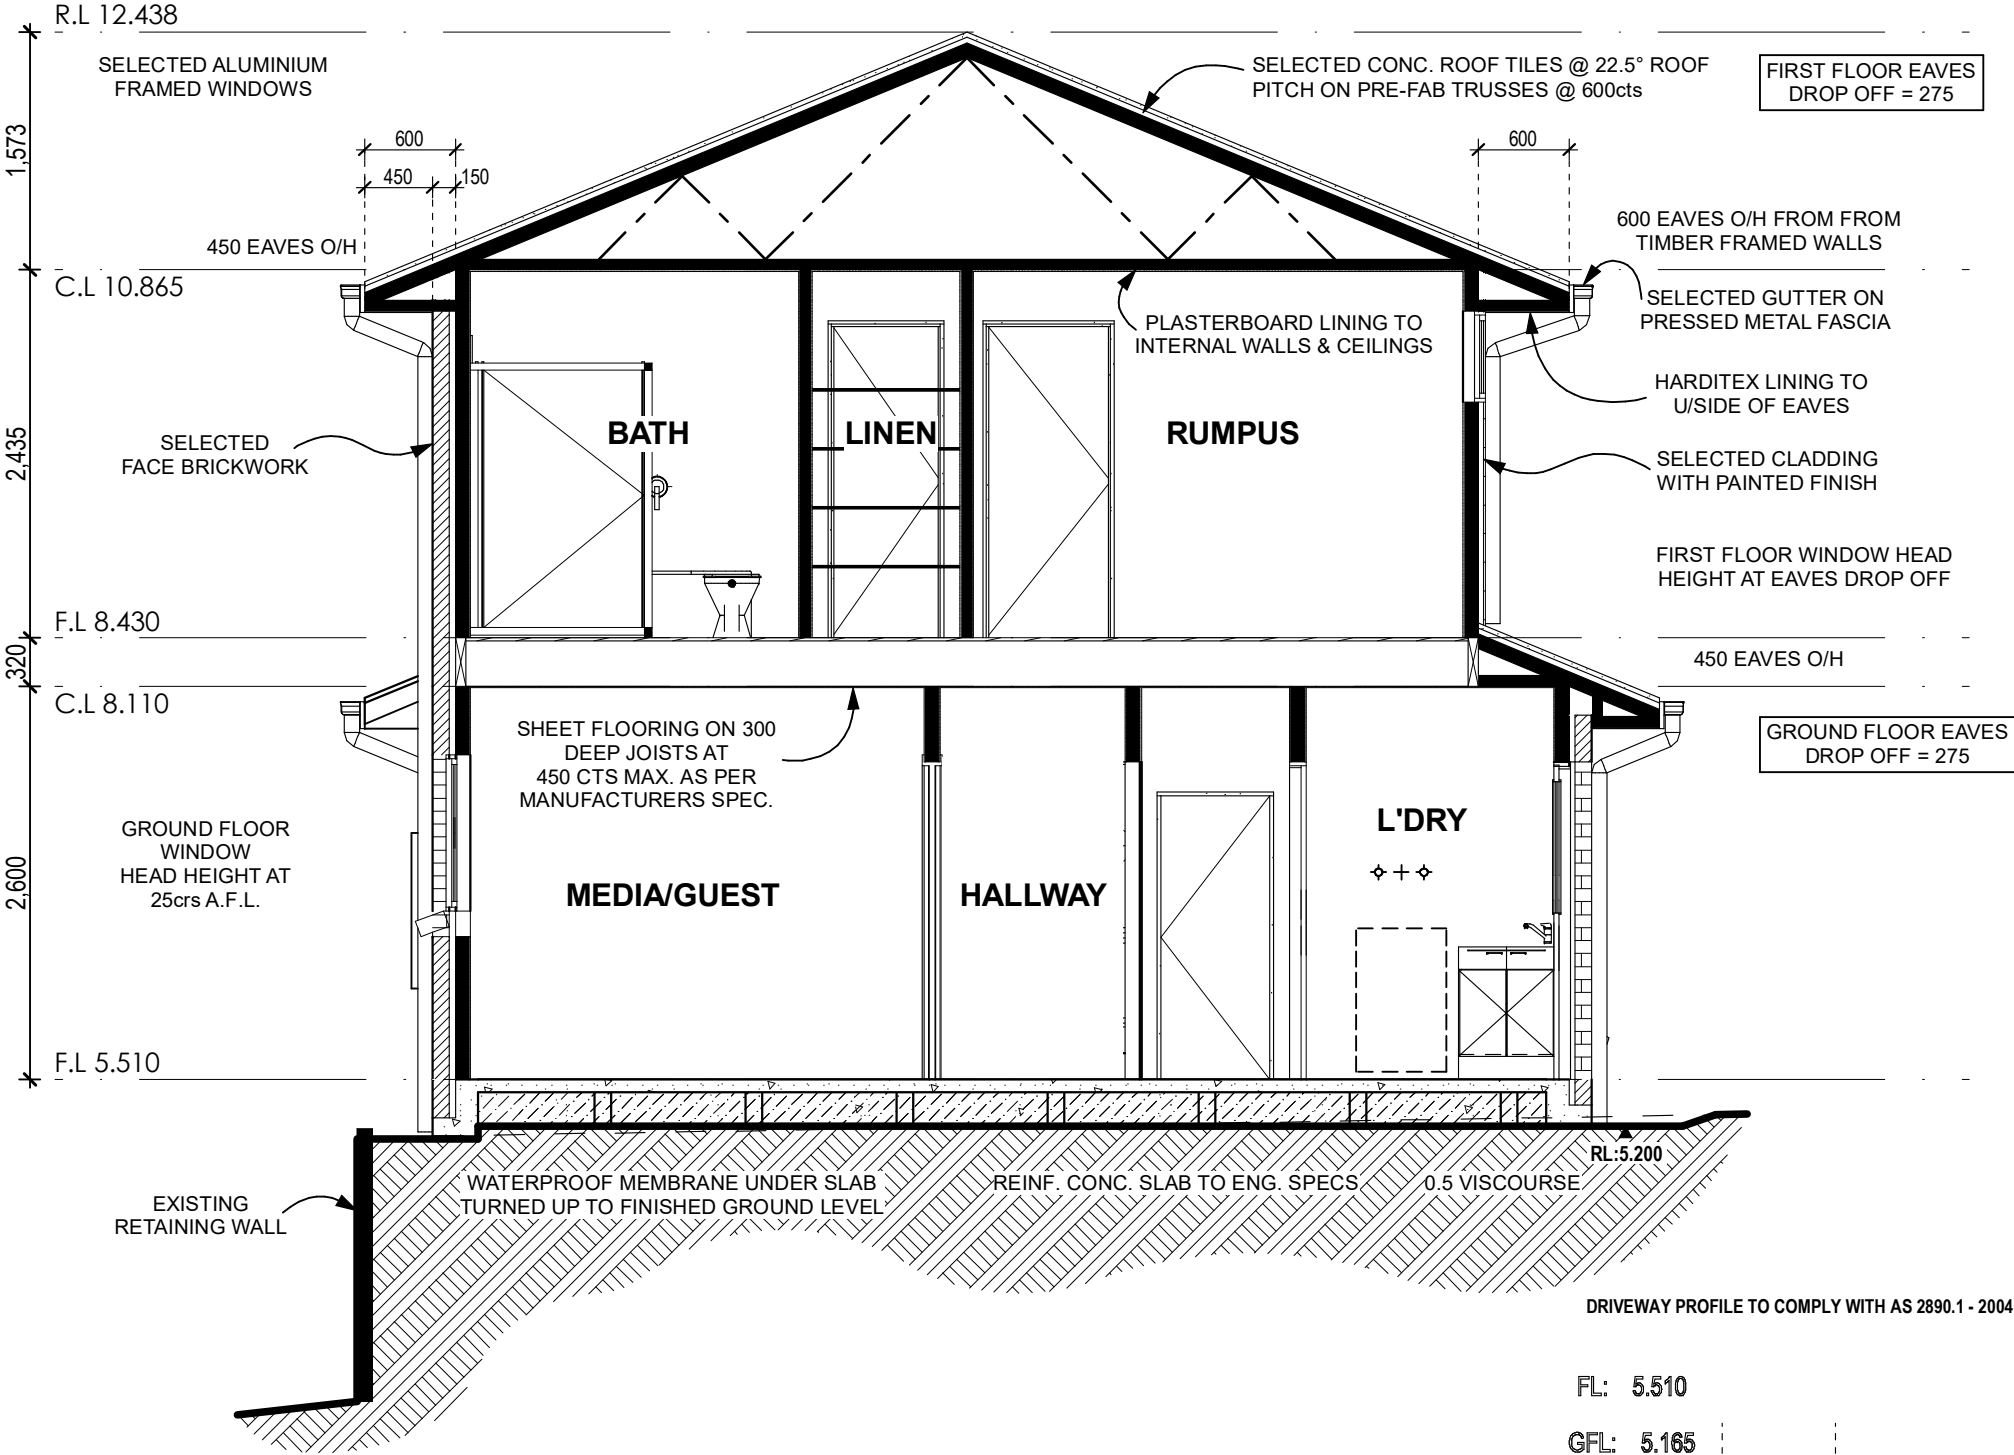 R.L 12.438
SELECTED ALUMINIUM
FRAMED WINDOWS
SELECTED CONC. ROOF TILES @ 22.5° ROOF
PITCH ON PRE-FAB TRUSSES @ 600cts
FIRST FLOOR EAVES
DROP OFF = 275
1,573
600
450
150
600
450 EAVES O/H
600 EAVES O/H FROM FROM
TIMBER FRAMED WALLS
C.L 10.865
SELECTED GUTTER ON
PRESSED METAL FASCIA
PLASTERBOARD LINING TO
INTERNAL WALLS & CEILINGS
HARDITEX LINING TO
U/SIDE OF EAVES
2,435
SELECTED
FACE BRICKWORK
BATH
LINEN
RUMPUS
SELECTED CLADDING
WITH PAINTED FINISH
FIRST FLOOR WINDOW HEAD
HEIGHT AT EAVES DROP OFF
F.L 8.430
320
450 EAVES O/H
C.L 8.110
SHEET FLOORING ON 300
DEEP JOISTS AT
450 CTS MAX. AS PER
MANUFACTURERS SPEC.
GROUND FLOOR EAVES
DROP OFF = 275
2,600
GROUND FLOOR
WINDOW
HEAD HEIGHT AT
25crs A.F.L.
L'DRY
MEDIA/GUEST
HALLWAY
F.L 5.510
RL:5.200
WATERPROOF MEMBRANE UNDER SLAB
TURNED UP TO FINISHED GROUND LEVEL
REINF. CONC. SLAB TO ENG. SPECS
0.5 VISCOURSE
EXISTING
RETAINING WALL
DRIVEWAY PROFILE TO COMPLY WITH AS 2890.1 - 2004
FL: 5.510
GFL: 5.165